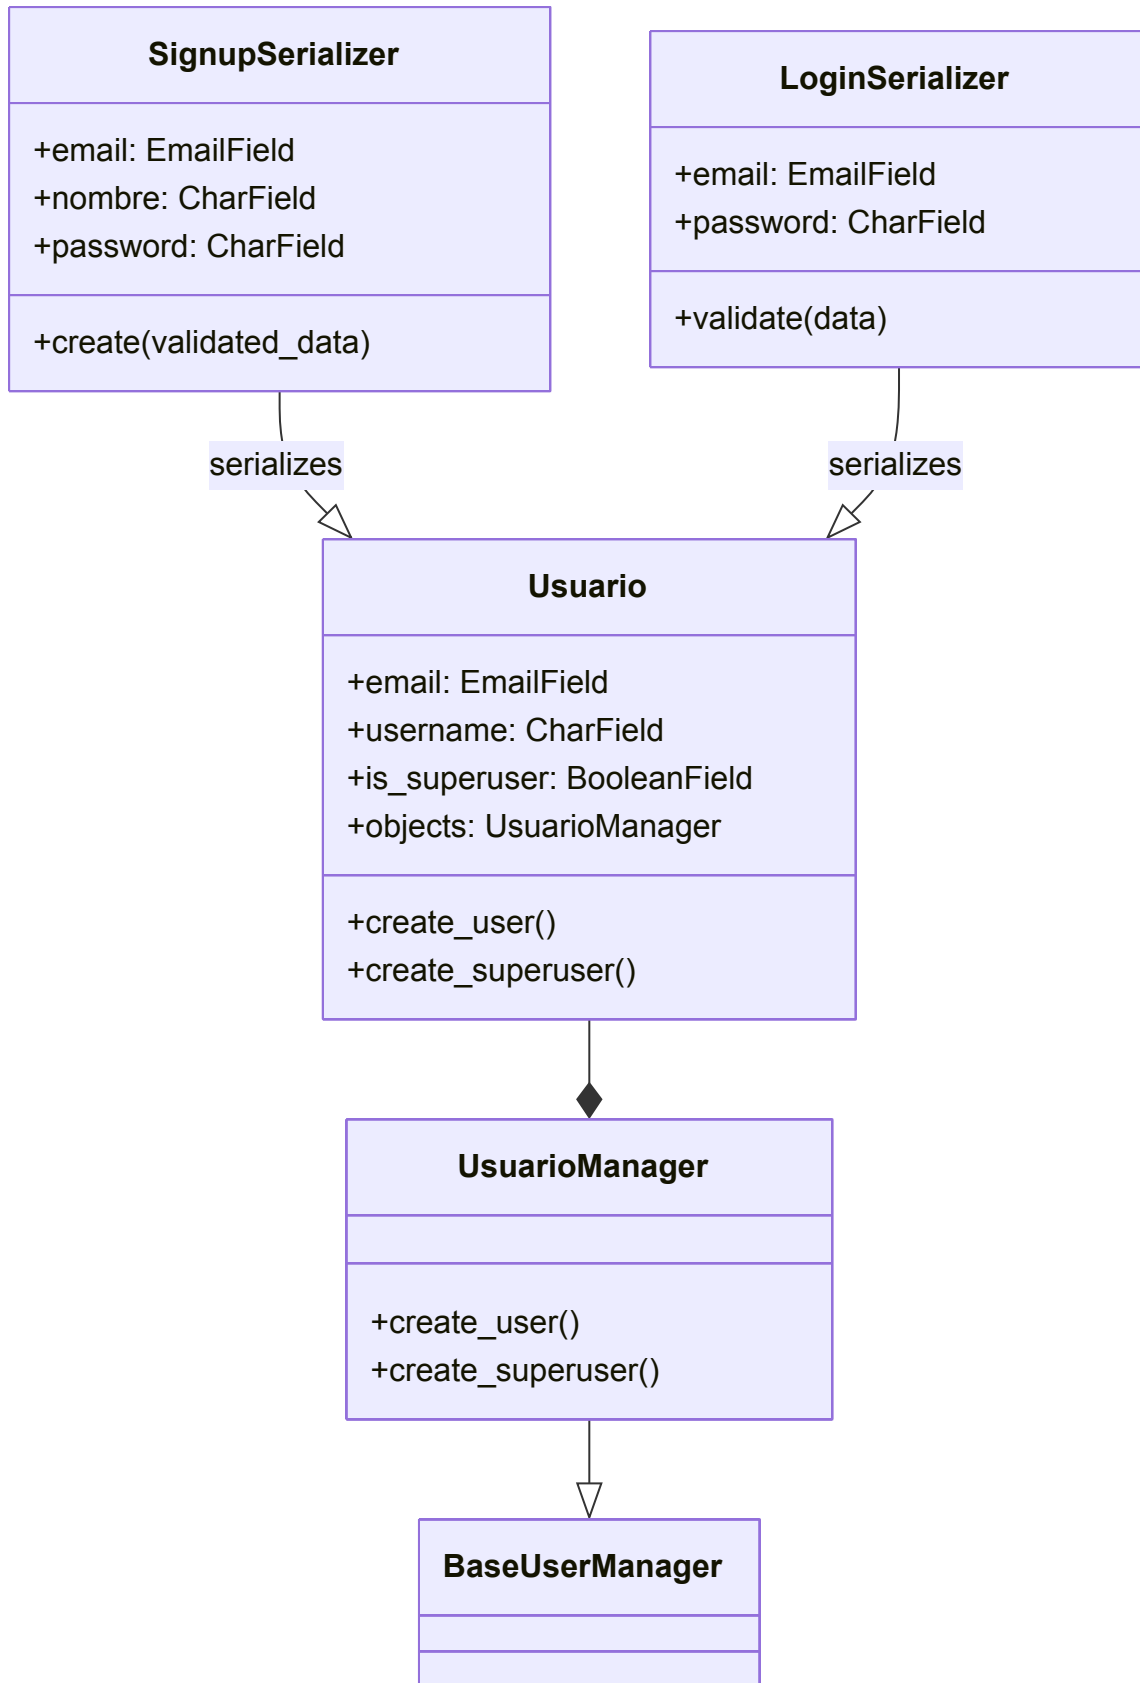 SignupSerializer
+email: EmailField
+nombre: CharField
+password: CharField
+create(validated_data)
LoginSerializer
+email: EmailField
+password: CharField
+validate(data)
serializes
serializes
Usuario
+email: EmailField
+username: CharField
+is_superuser: BooleanField
+objects: UsuarioManager
+create_user()
+create_superuser()
UsuarioManager
+create_user()
+create_superuser()
BaseUserManager